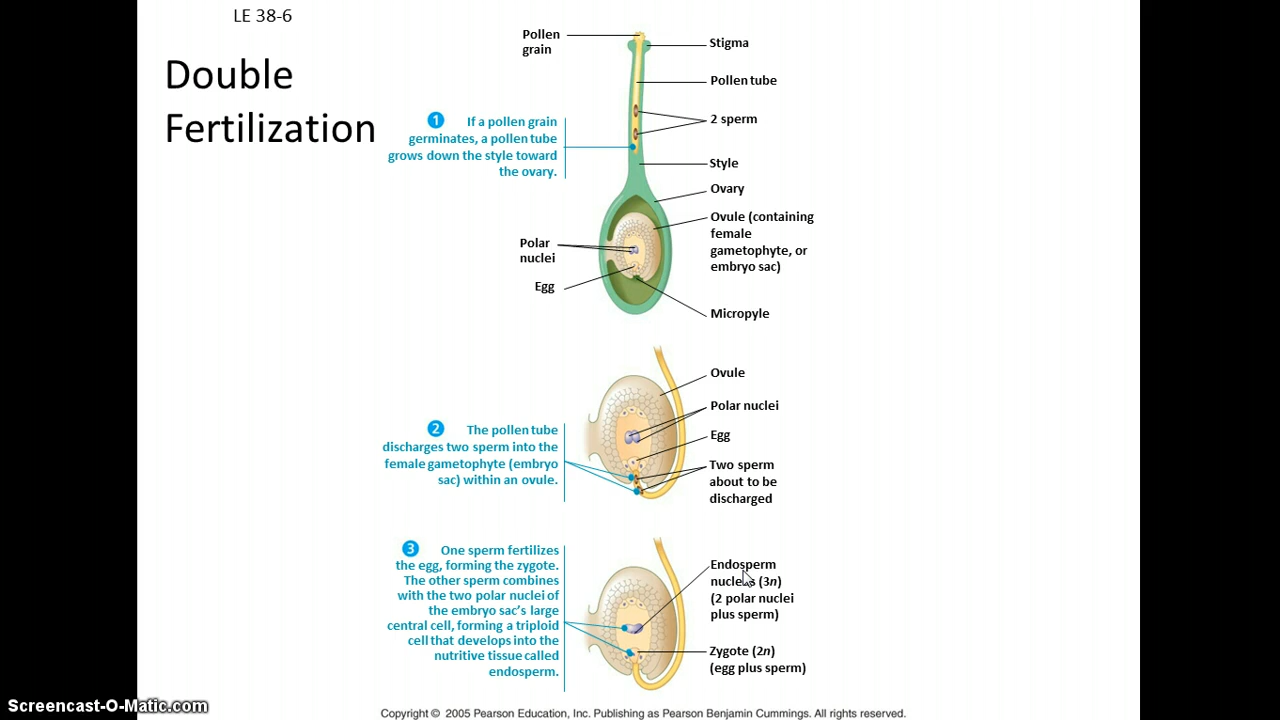 LE 38-6
Double
Fertilization
Pollen
grain
Stigma
Pollen tube
2 sperm
1 If a pollen grain
germinates, a pollen tube
grows down the style toward
the ovary.
Style
Ovary
Ovule (containing
female
gametophyte, or
embryo sac)
Polar
nuclei
Egg
Micropyle
Ovule
Polar nuclei
Egg
2 The pollen tube
discharges two sperm into the
female gametophyte (embryo
sac) within an ovule.
Two sperm
about to be
discharged
3 One sperm fertilizes
the egg, forming the zygote.
The other sperm combines
with the two polar nuclei of
the embryo sac's large
central cell, forming a triploid
cell that develops into the
nutritive tissue called
endosperm.
Endosperm
nucleus (3n)
(2 polar nuclei
plus sperm)
Zygote (2n)
(egg plus sperm)
Screencast-O-Matic.com
Copyright © 2005 Pearson Education, Inc. Publishing as Pearson Benjamin Cummings. All rights reserved.